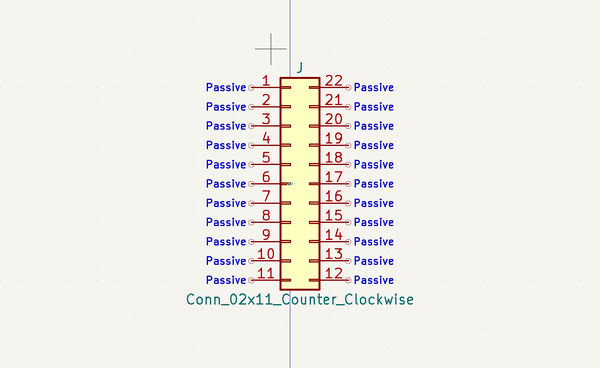 J
Passive 1 22 Passive
Passive 2 21 Passive
Passive 3 20 Passive
Passive 4 19 Passive
Passive 5 18 Passive
Passive 6 17 Passive
Passive 7 16 Passive
Passive 8 15 Passive
Passive 9 14 Passive
Passive 10 13 Passive
Passive 11 12 Passive
Conn_02x11_Counter_Clockwise